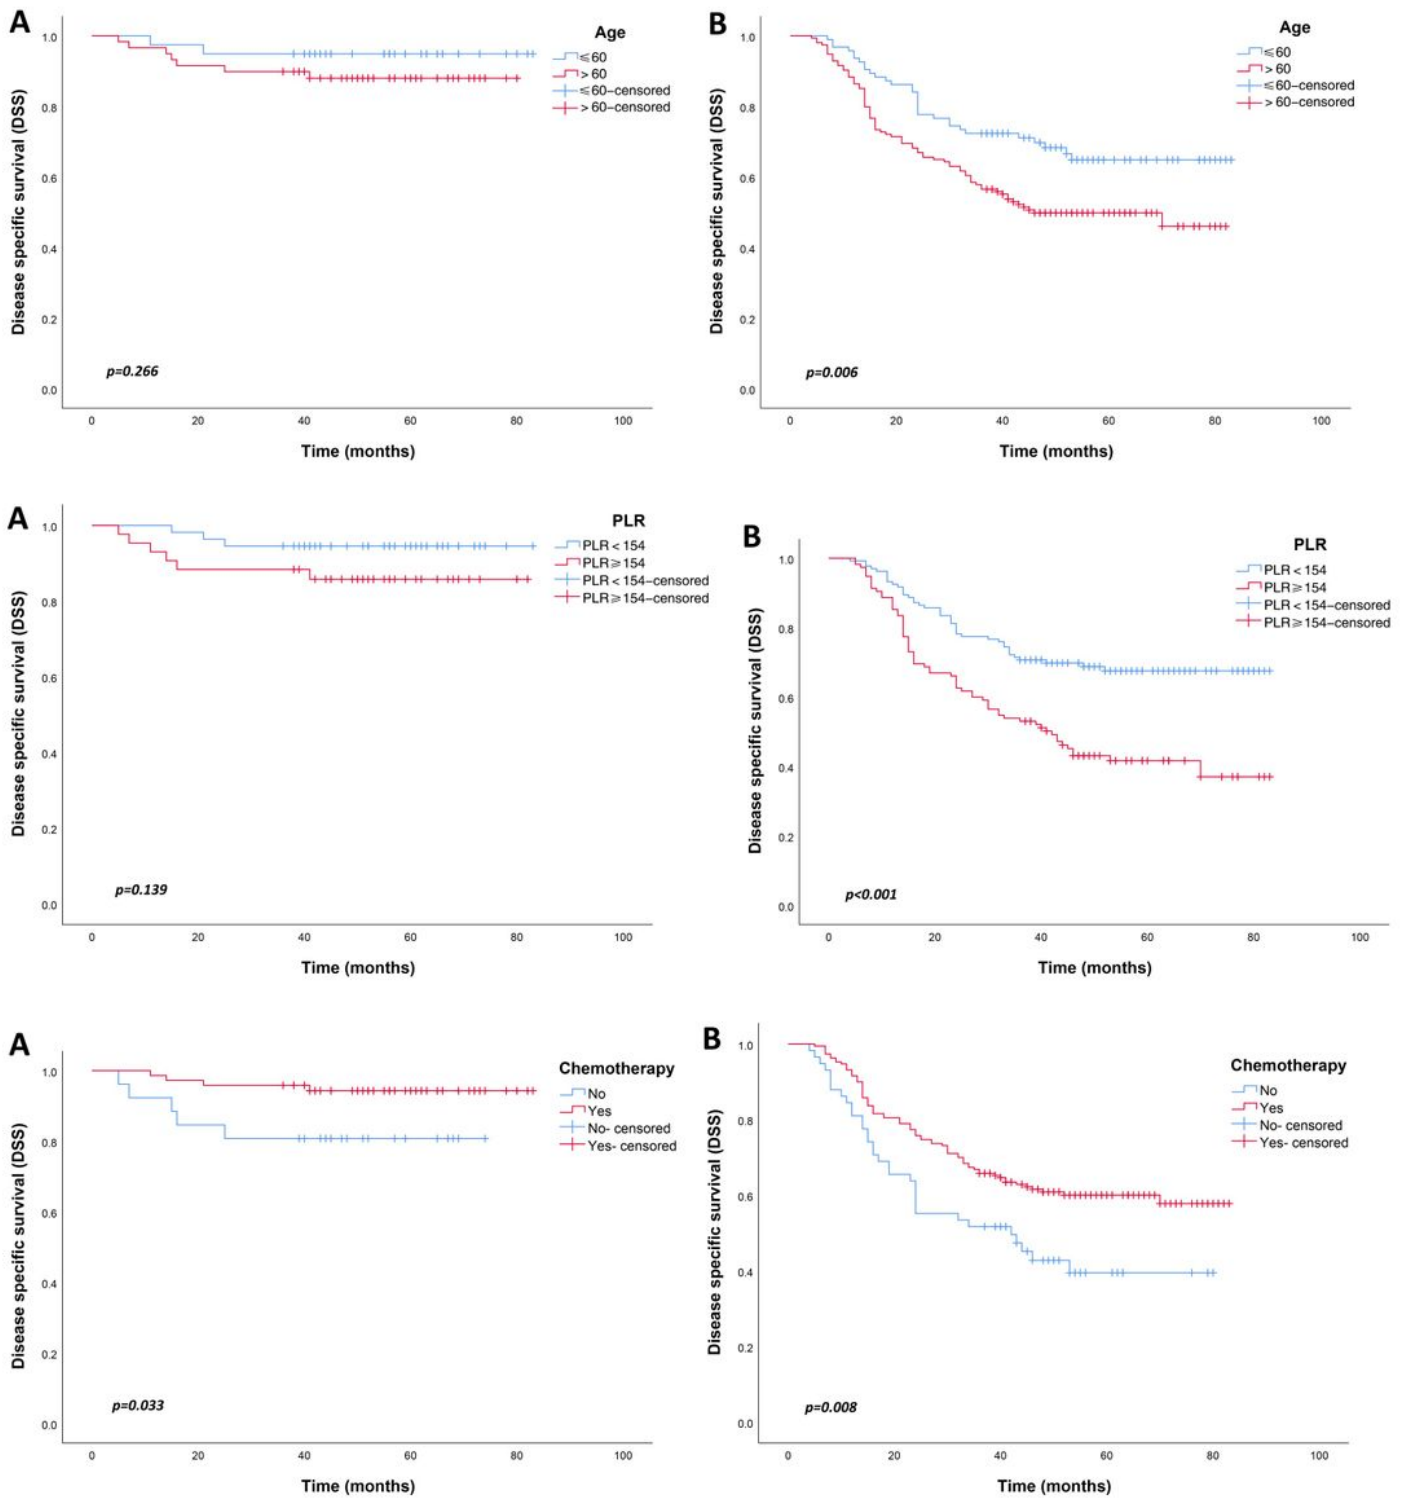 A
Disease specific survival (DSS)
1.0
0.8
0.6
0.4
0.2
0.0
0 20 40 60 80 100
Time (months)
Age
⩽60
>60
⩽60-censored
>60-censored
p=0.266
B
Disease specific survival (DSS)
1.0
0.8
0.6
0.4
0.2
0.0
0 20 40 60 80 100
Time (months)
Age
⩽60
>60
⩽60-censored
>60-censored
p=0.006
A
Disease specific survival (DSS)
1.0
0.8
0.6
0.4
0.2
0.0
0 20 40 60 80 100
Time (months)
PLR
PLR<154
PLR⩾154
PLR<154-censored
PLR⩾154-censored
p=0.139
B
Disease specific survival (DSS)
1.0
0.8
0.6
0.4
0.2
0.0
0 20 40 60 80 100
Time (months)
PLR
PLR<154
PLR⩾154
PLR<154-censored
PLR⩾154-censored
p<0.001
A
Disease specific survival (DSS)
1.0
0.8
0.6
0.4
0.2
0.0
0 20 40 60 80 100
Time (months)
Chemotherapy
No
Yes
No- censored
Yes- censored
p=0.033
B
Disease specific survival (DSS)
1.0
0.8
0.6
0.4
0.2
0.0
0 20 40 60 80 100
Time (months)
Chemotherapy
No
Yes
No- censored
Yes- censored
p=0.008